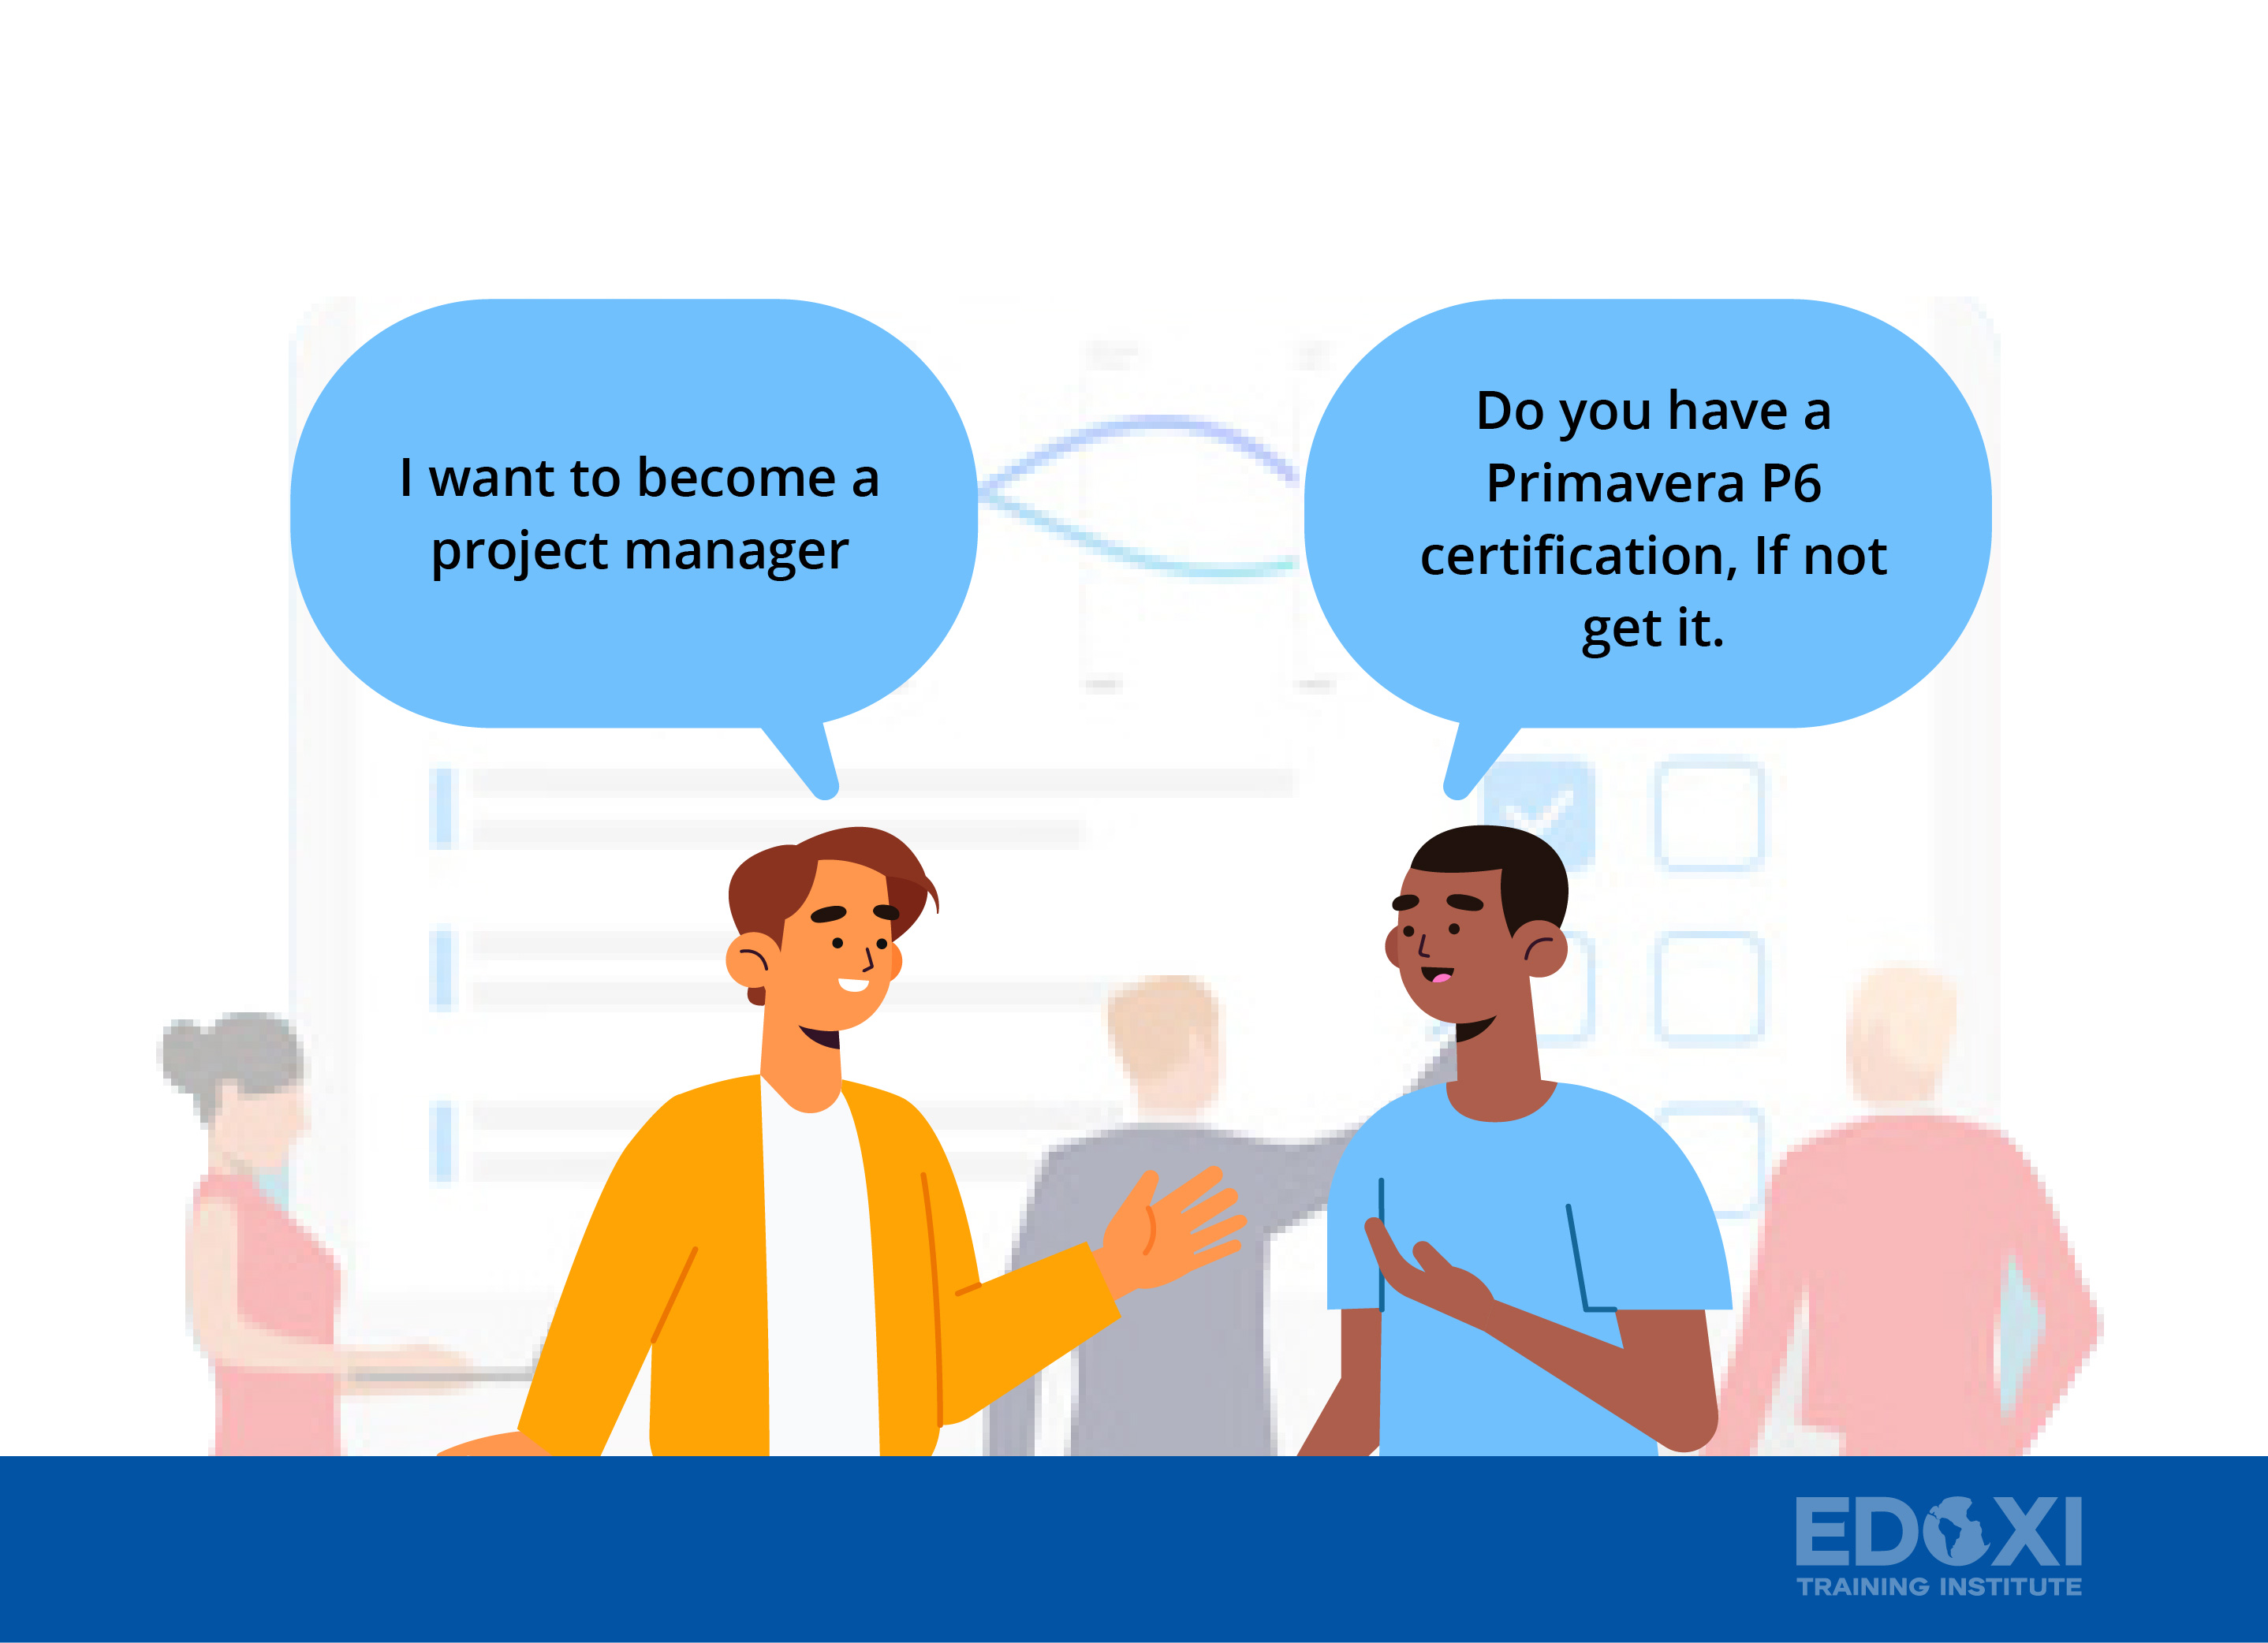 I want to become a
project manager
Do you have a
Primavera P6
certification, If not
get it.
EDOXI
TRAINING INSTITUTE